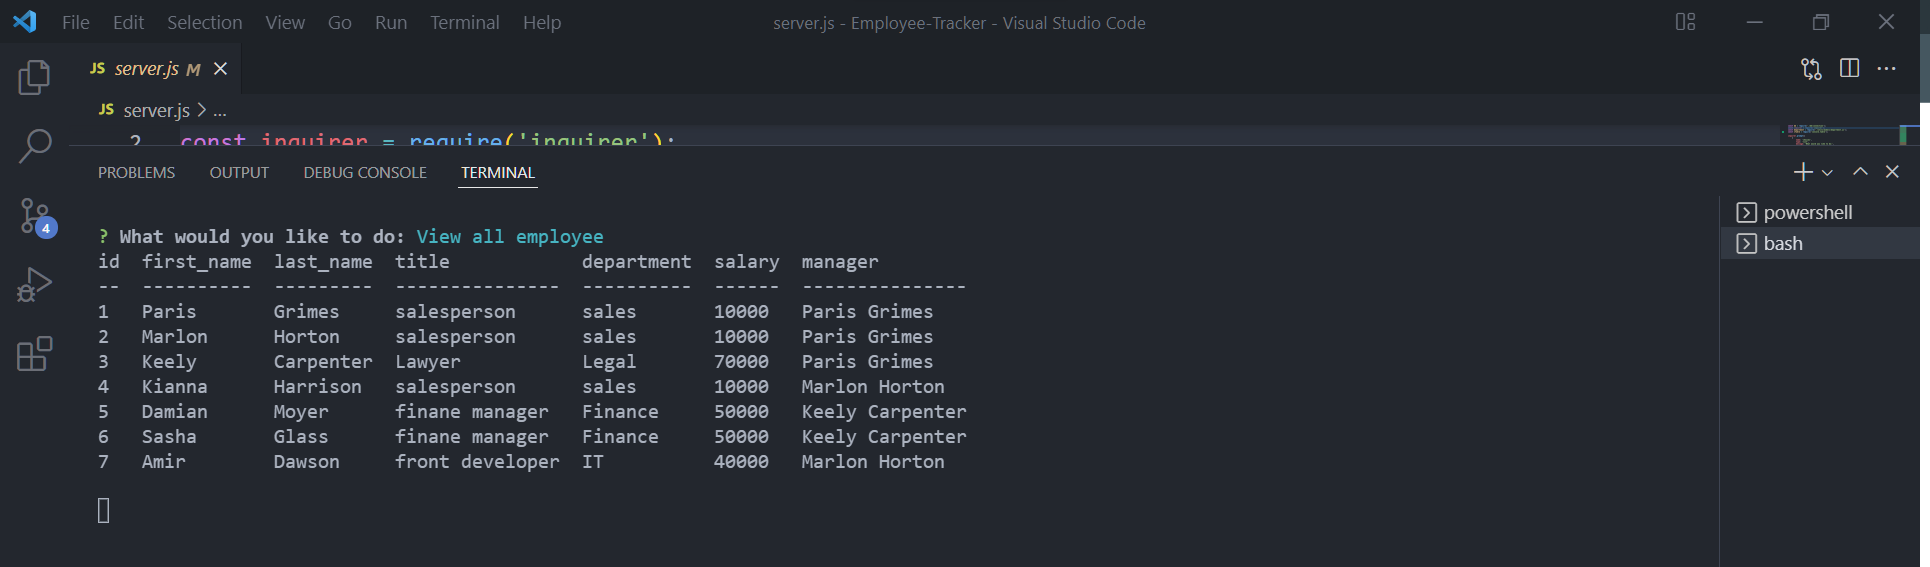 File Edit Selection View Go Run Terminal Help server.js - Employee-Tracker - Visual Studio Code
JS server.js M
JS server.js > ...
2 const inquirer = require('inquirer');
PROBLEMS OUTPUT DEBUG CONSOLE TERMINAL
powershell
bash
4
? What would you like to do: View all employee
id first_name last_name title department salary manager
-- ---------- --------- --------------- ---------- ------ ---------------
1 Paris Grimes salesperson sales 10000 Paris Grimes
2 Marlon Horton salesperson sales 10000 Paris Grimes
3 Keely Carpenter Lawyer Legal 70000 Paris Grimes
4 Kianna Harrison salesperson sales 10000 Marlon Horton
5 Damian Moyer finane manager Finance 50000 Keely Carpenter
6 Sasha Glass finane manager Finance 50000 Keely Carpenter
7 Amir Dawson front developer IT 40000 Marlon Horton